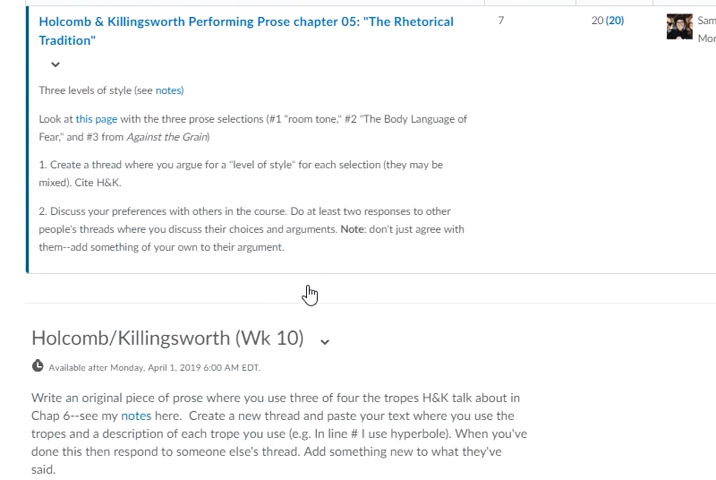 Holcomb & Killingsworth Performing Prose chapter 05: "The Rhetorical 7 20 (20) Sam
Tradition" Mor
Three levels of style (see notes)
Look at this page with the three prose selections (#1 "room tone," #2 "The Body Language of
Fear," and #3 from Against the Grain)
1. Create a thread where you argue for a "level of style" for each selection (they may be
mixed). Cite H&K.
2. Discuss your preferences with others in the course. Do at least two responses to other
people's threads where you discuss their choices and arguments. Note: don't just agree with
them--add something of your own to their argument.
Holcomb/Killingsworth (Wk 10)
Available after Monday, April 1, 2019 6:00 AM EDT.
Write an original piece of prose where you use three of four the tropes H&K talk about in
Chap 6--see my notes here. Create a new thread and paste your text where you use the
tropes and a description of each trope you use (e.g. In line # I use hyperbole). When you've
done this then respond to someone else's thread. Add something new to what they've
said.